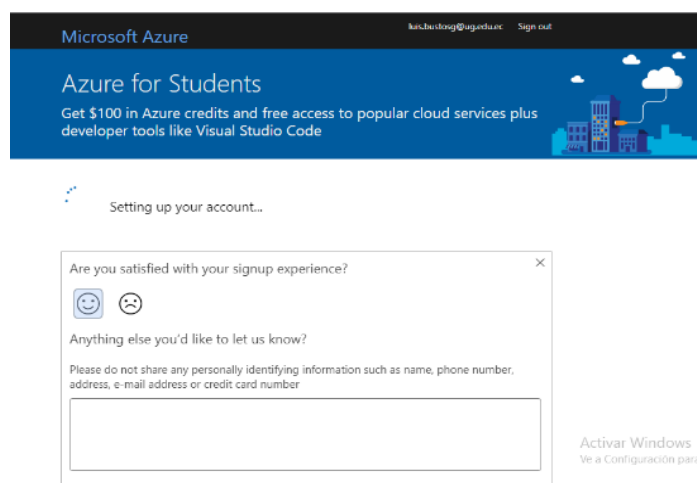 Microsoft Azure
luis.bustosg@ug.edu.ec Sign out
Azure for Students
Get $100 in Azure credits and free access to popular cloud services plus
developer tools like Visual Studio Code
Setting up your account...
Are you satisfied with your signup experience?
Anything else you'd like to let us know?
Please do not share any personally identifying information such as name, phone number,
address, e-mail address or credit card number
Activar Windows
Ve a Configuración para